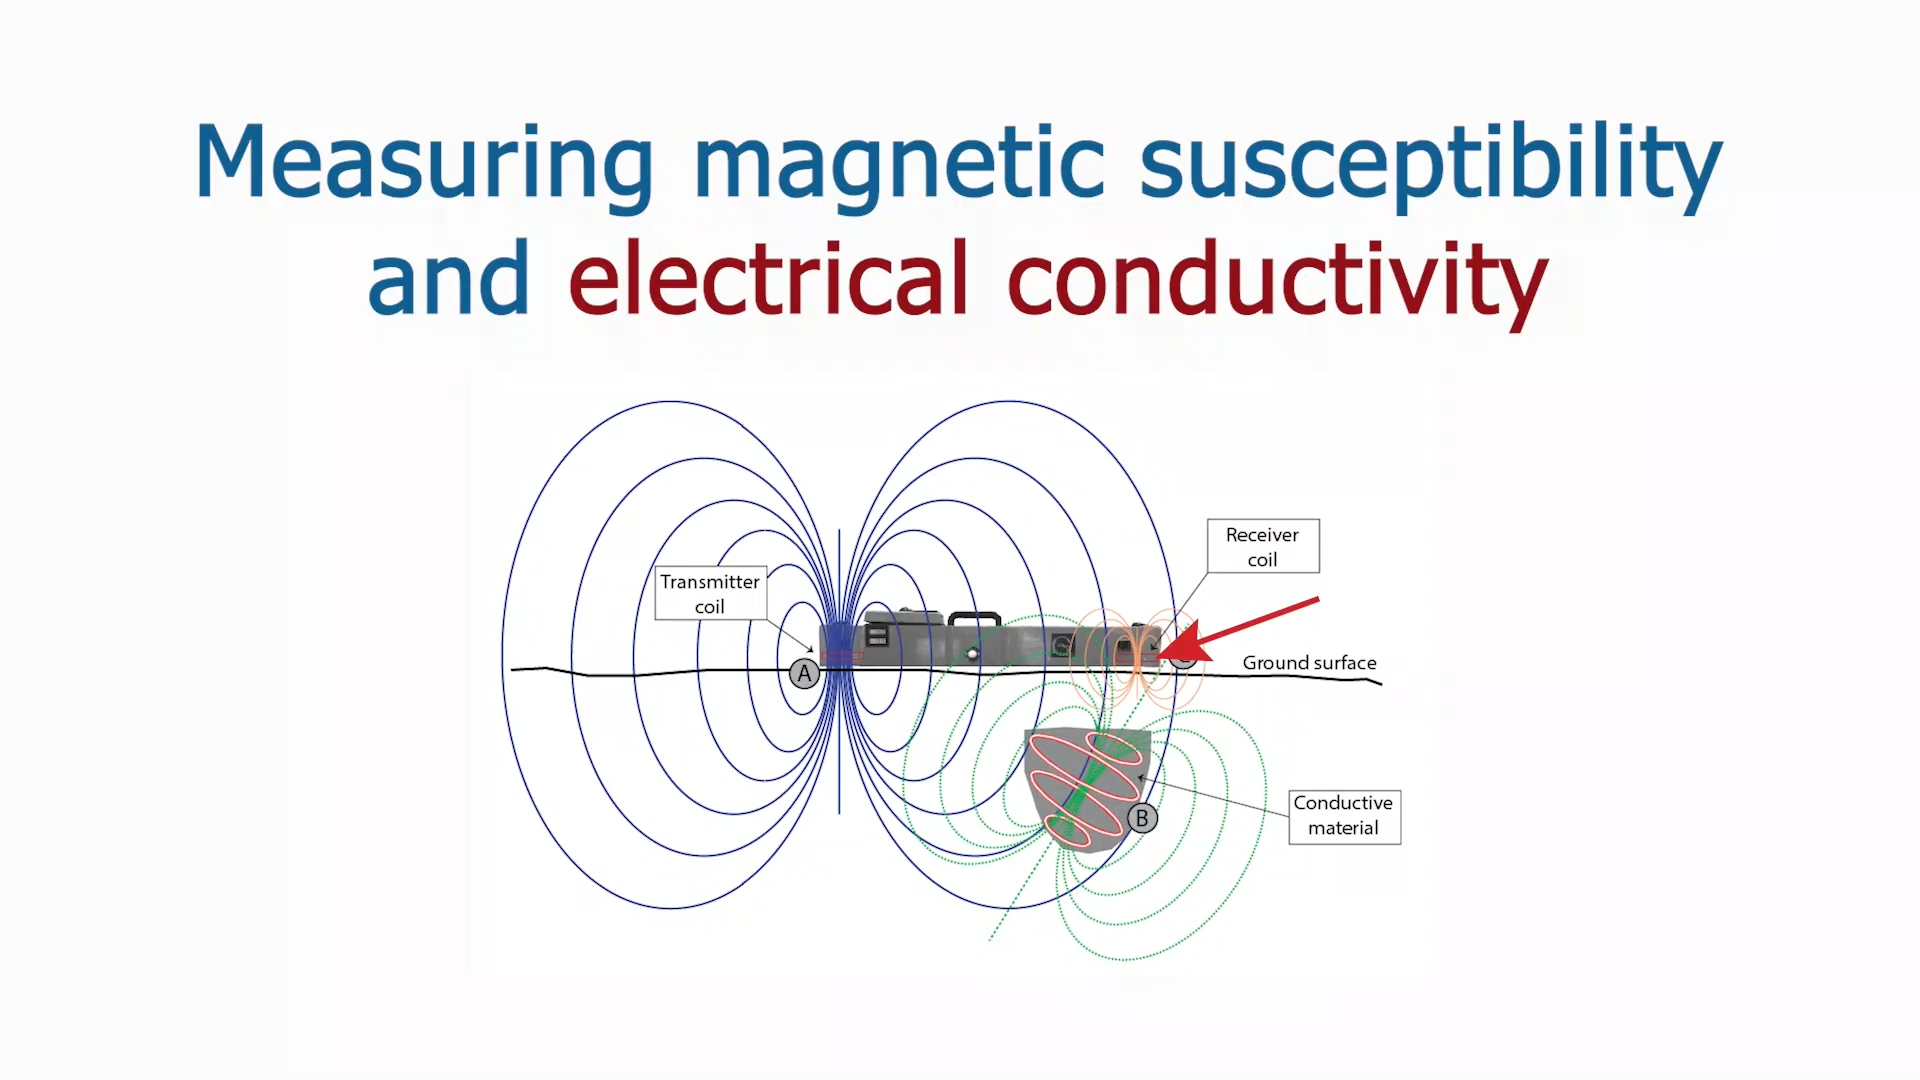 Measuring magnetic susceptibility
and electrical conductivity
Receiver
coil
Transmitter
coil
Ground surface
A
Conductive
material
B